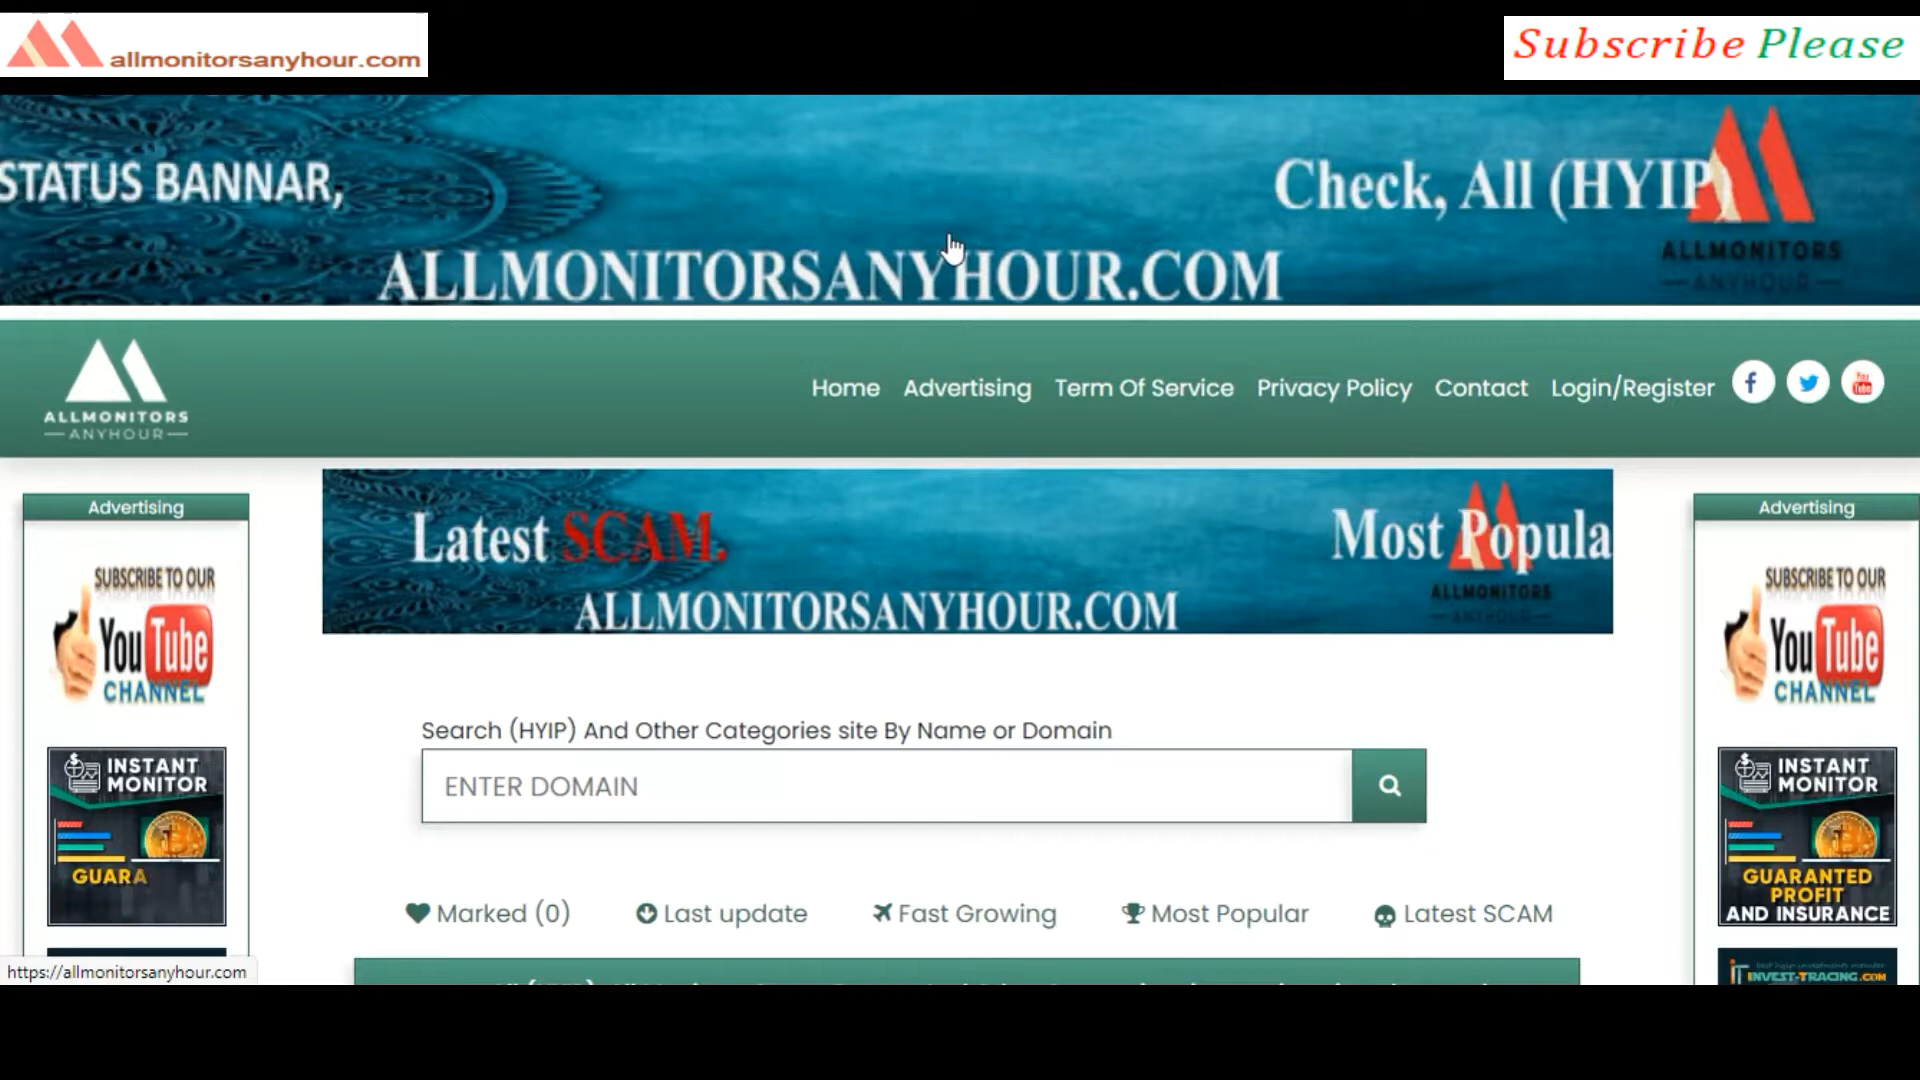 allmonitorsanyhour.com
Subscribe Please
STATUS BANNAR,
Check, All (HYIP)
ALLMONITORSANYHOUR.COM
ALLMONITORS
ANYHOUR
ALLMONITORS
ANYHOUR
Home Advertising Term Of Service Privacy Policy Contact Login/Register
Advertising
SUBSCRIBE TO OUR
YouTube
CHANNEL
INSTANT
MONITOR
GUARA
Latest SCAM.
Most Popula
ALLMONITORSANYHOUR.COM
ALLMONITORS
ANYHOUR
Search (HYIP) And Other Categories site By Name or Domain
ENTER DOMAIN
Marked (0) Last update Fast Growing Most Popular Latest SCAM
Advertising
SUBSCRIBE TO OUR
YouTube
CHANNEL
INSTANT
MONITOR
GUARANTED
PROFIT
AND INSURANCE
INVEST-TRACING.COM
https://allmonitorsanyhour.com